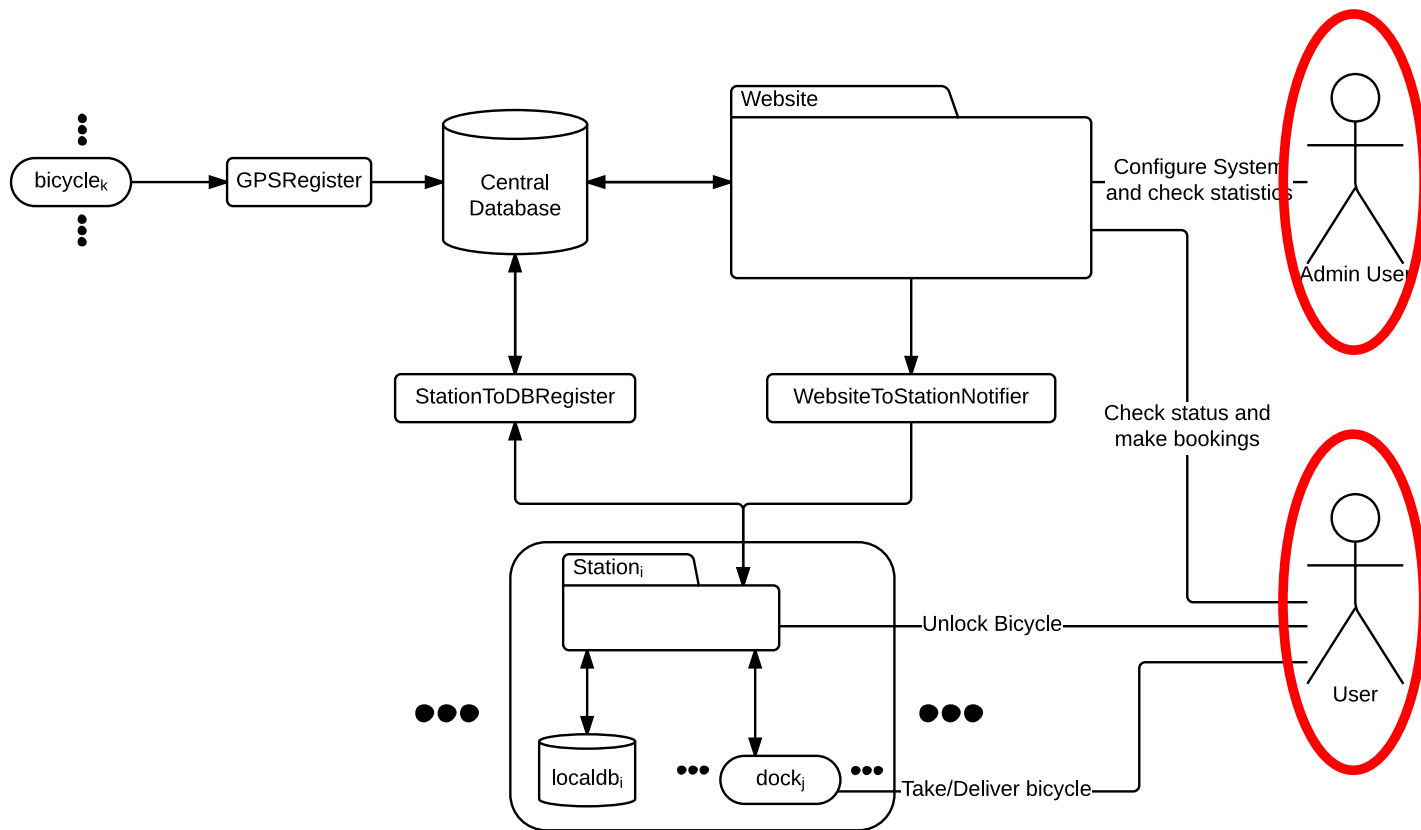 Website
bicyclek
GPSRegister
Central
Database
Configure System
and check statistics
Admin User
StationToDBRegister
WebsiteToStationNotifier
Check status and
make bookings
Stationi
Unlock Bicycle
User
localdbi
dockj
Take/Deliver bicycle